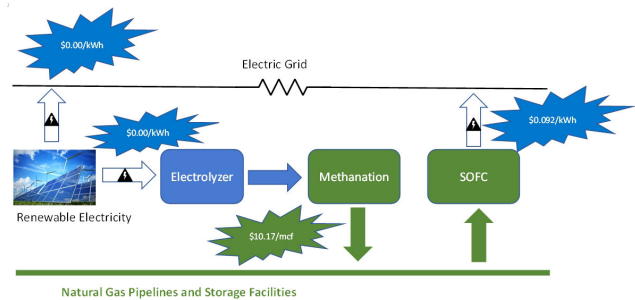 $0.00/kWh
Electric Grid
$0.00/kWh
$0.092/kWh
Electrolyzer
Methanation
SOFC
Renewable Electricity
$10.17/mcf
Natural Gas Pipelines and Storage Facilities